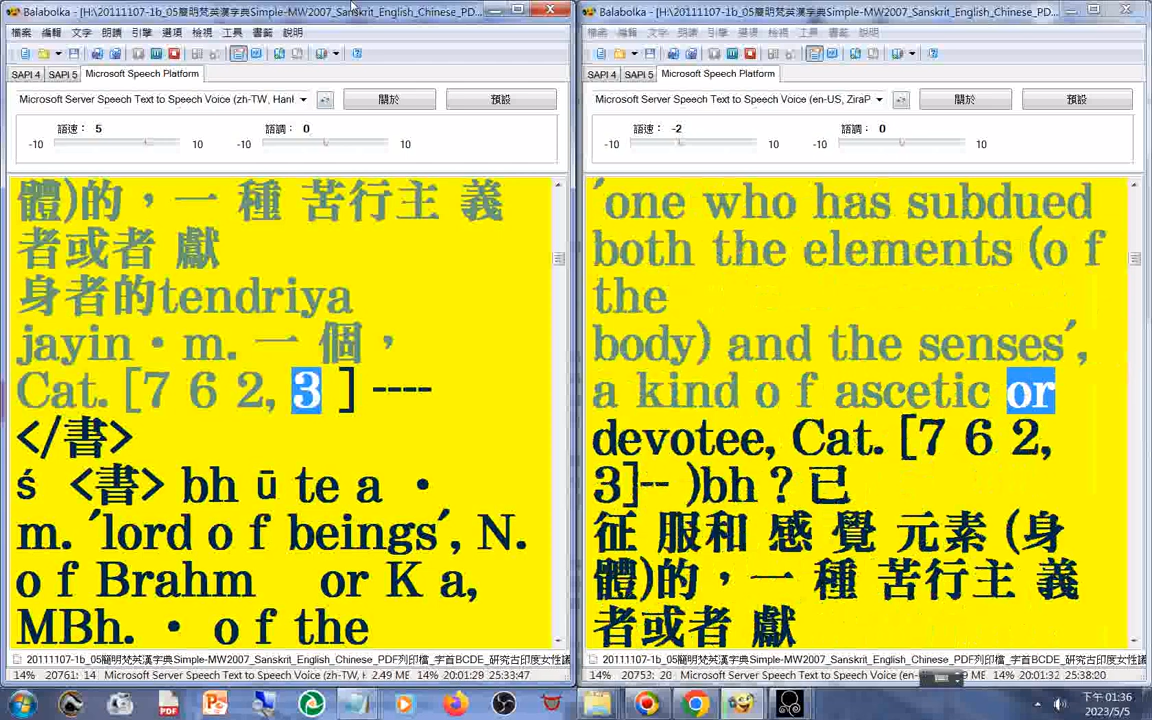 Balabolka - [H:\20111107-1b_05簡明梵英漢字典Simple-MW2007_Sanskrit_English_Chinese_PD...
檔案 編輯 文字 朗讀 引擎 選項 檢視 工具 書籤 說明
SAPI 4 SAPI 5 Microsoft Speech Platform
Microsoft Server Speech Text to Speech Voice (zh-TW, Hanl
關於 預設
語速： 5 語調： 0
-10 10 -10 10
體)的，一 種 苦行主 義
者或者 獻
身者的tendriya
jayin • m. 一 個，
Cat. [7 6 2, 3 ] ----
</書>
ś <書> bh ū te a •
m. 'lord o f beings', N.
o f Brahm or K a,
MBh. • o f the
20111107-1b_05簡明梵英漢字典Simple-MW2007_Sanskrit_English_Chinese_PDF列印檔_字首BCDE_研究古印度女性議
14% 20761: 14 Microsoft Server Speech Text to Speech Voice (zh-TW, H 2.49 ME 14% 20:01:29 25:33:47
Balabolka - [H:\20111107-1b_05簡明梵英漢字典Simple-MW2007_Sanskrit_English_Chinese_PD...
檔案 編輯 文字 朗讀 引擎 選項 檢視 工具 書籤 說明
SAPI 4 SAPI 5 Microsoft Speech Platform
Microsoft Server Speech Text to Speech Voice (en-US, ZiraP
關於 預設
語速： -2 語調： 0
-10 10 -10 10
'one who has subdued
both the elements (o f
the
body) and the senses',
a kind o f ascetic or
devotee, Cat. [7 6 2,
3]-- )bh ? 已
征 服和 感 覺 元素 (身
體)的，一 種 苦行主 義
者或者 獻
20111107-1b_05簡明梵英漢字典Simple-MW2007_Sanskrit_English_Chinese_PDF列印檔_字首BCDE_研究古印度女性議
14% 20753: 20 Microsoft Server Speech Text to Speech Voice (en-U 14% 20:01:32 25:38:20
下午 01:36
2023/5/5